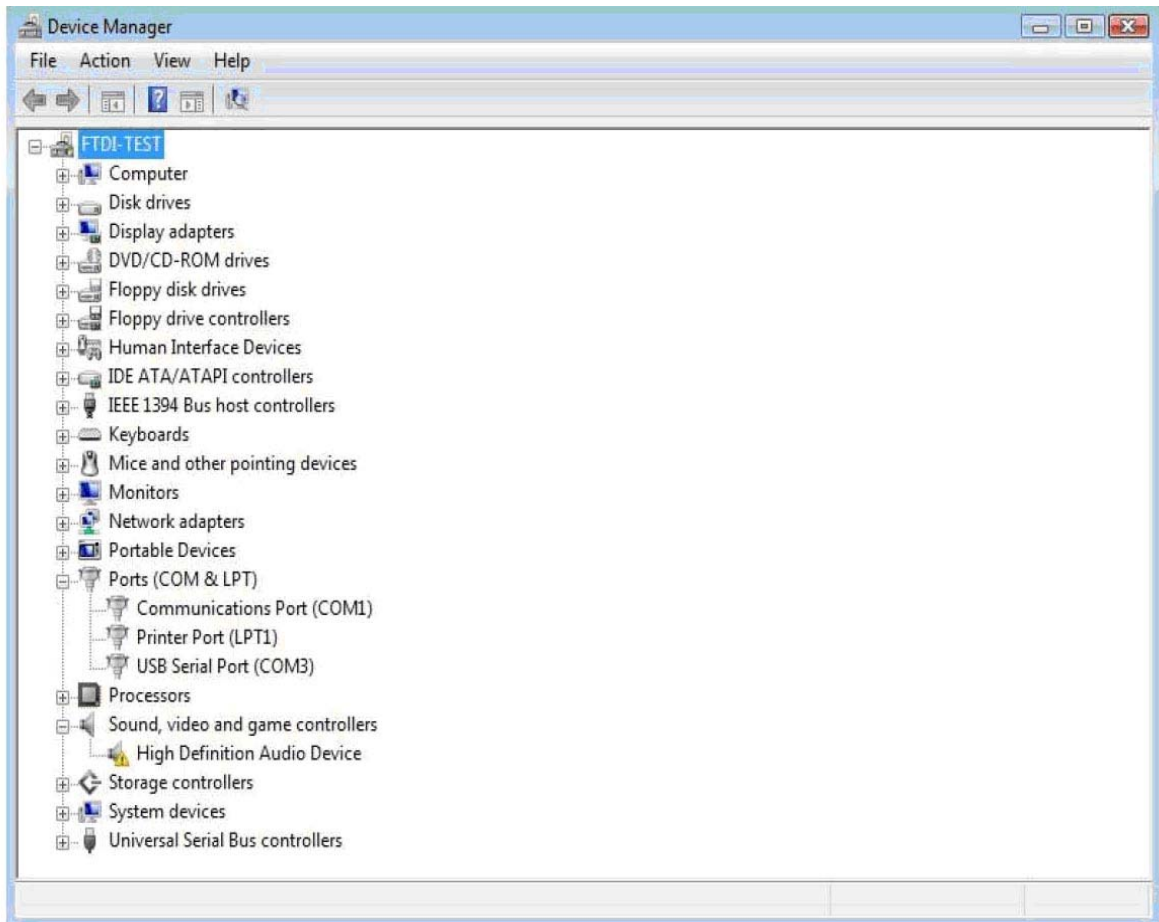 Device Manager
File Action View Help
FTDI-TEST
Computer
Disk drives
Display adapters
DVD/CD-ROM drives
Floppy disk drives
Floppy drive controllers
Human Interface Devices
IDE ATA/ATAPI controllers
IEEE 1394 Bus host controllers
Keyboards
Mice and other pointing devices
Monitors
Network adapters
Portable Devices
Ports (COM & LPT)
Communications Port (COM1)
Printer Port (LPT1)
USB Serial Port (COM3)
Processors
Sound, video and game controllers
High Definition Audio Device
Storage controllers
System devices
Universal Serial Bus controllers